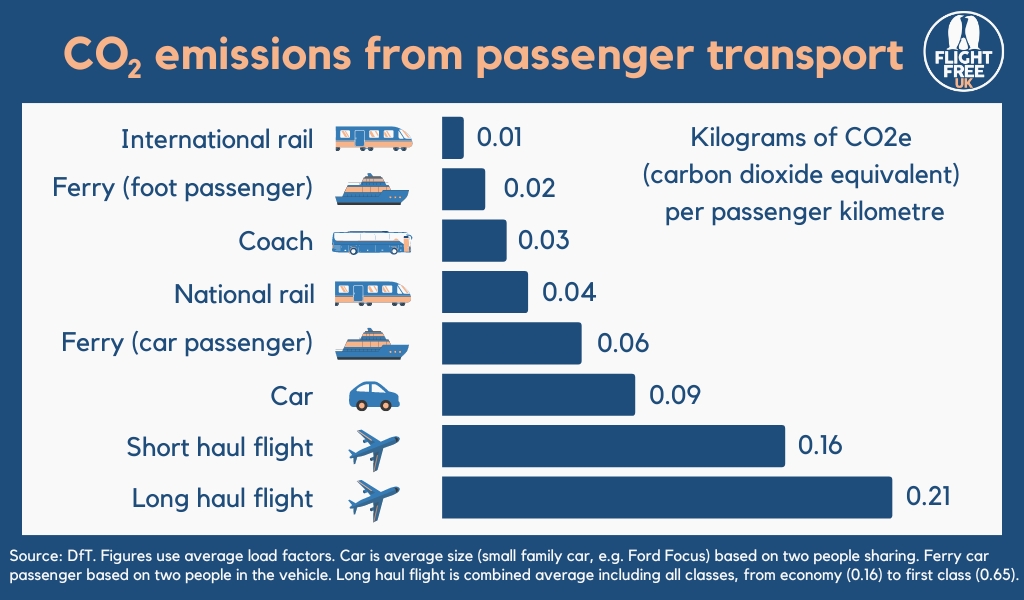 CO₂ emissions from passenger transport
FLIGHT
FREE
UK
Kilograms of CO2e
(carbon dioxide equivalent)
per passenger kilometre
International rail 0.01
Ferry (foot passenger) 0.02
Coach 0.03
National rail 0.04
Ferry (car passenger) 0.06
Car 0.09
Short haul flight 0.16
Long haul flight 0.21
Source: DfT. Figures use average load factors. Car is average size (small family car, e.g. Ford Focus) based on two people sharing. Ferry car
passenger based on two people in the vehicle. Long haul flight is combined average including all classes, from economy (0.16) to first class (0.65).